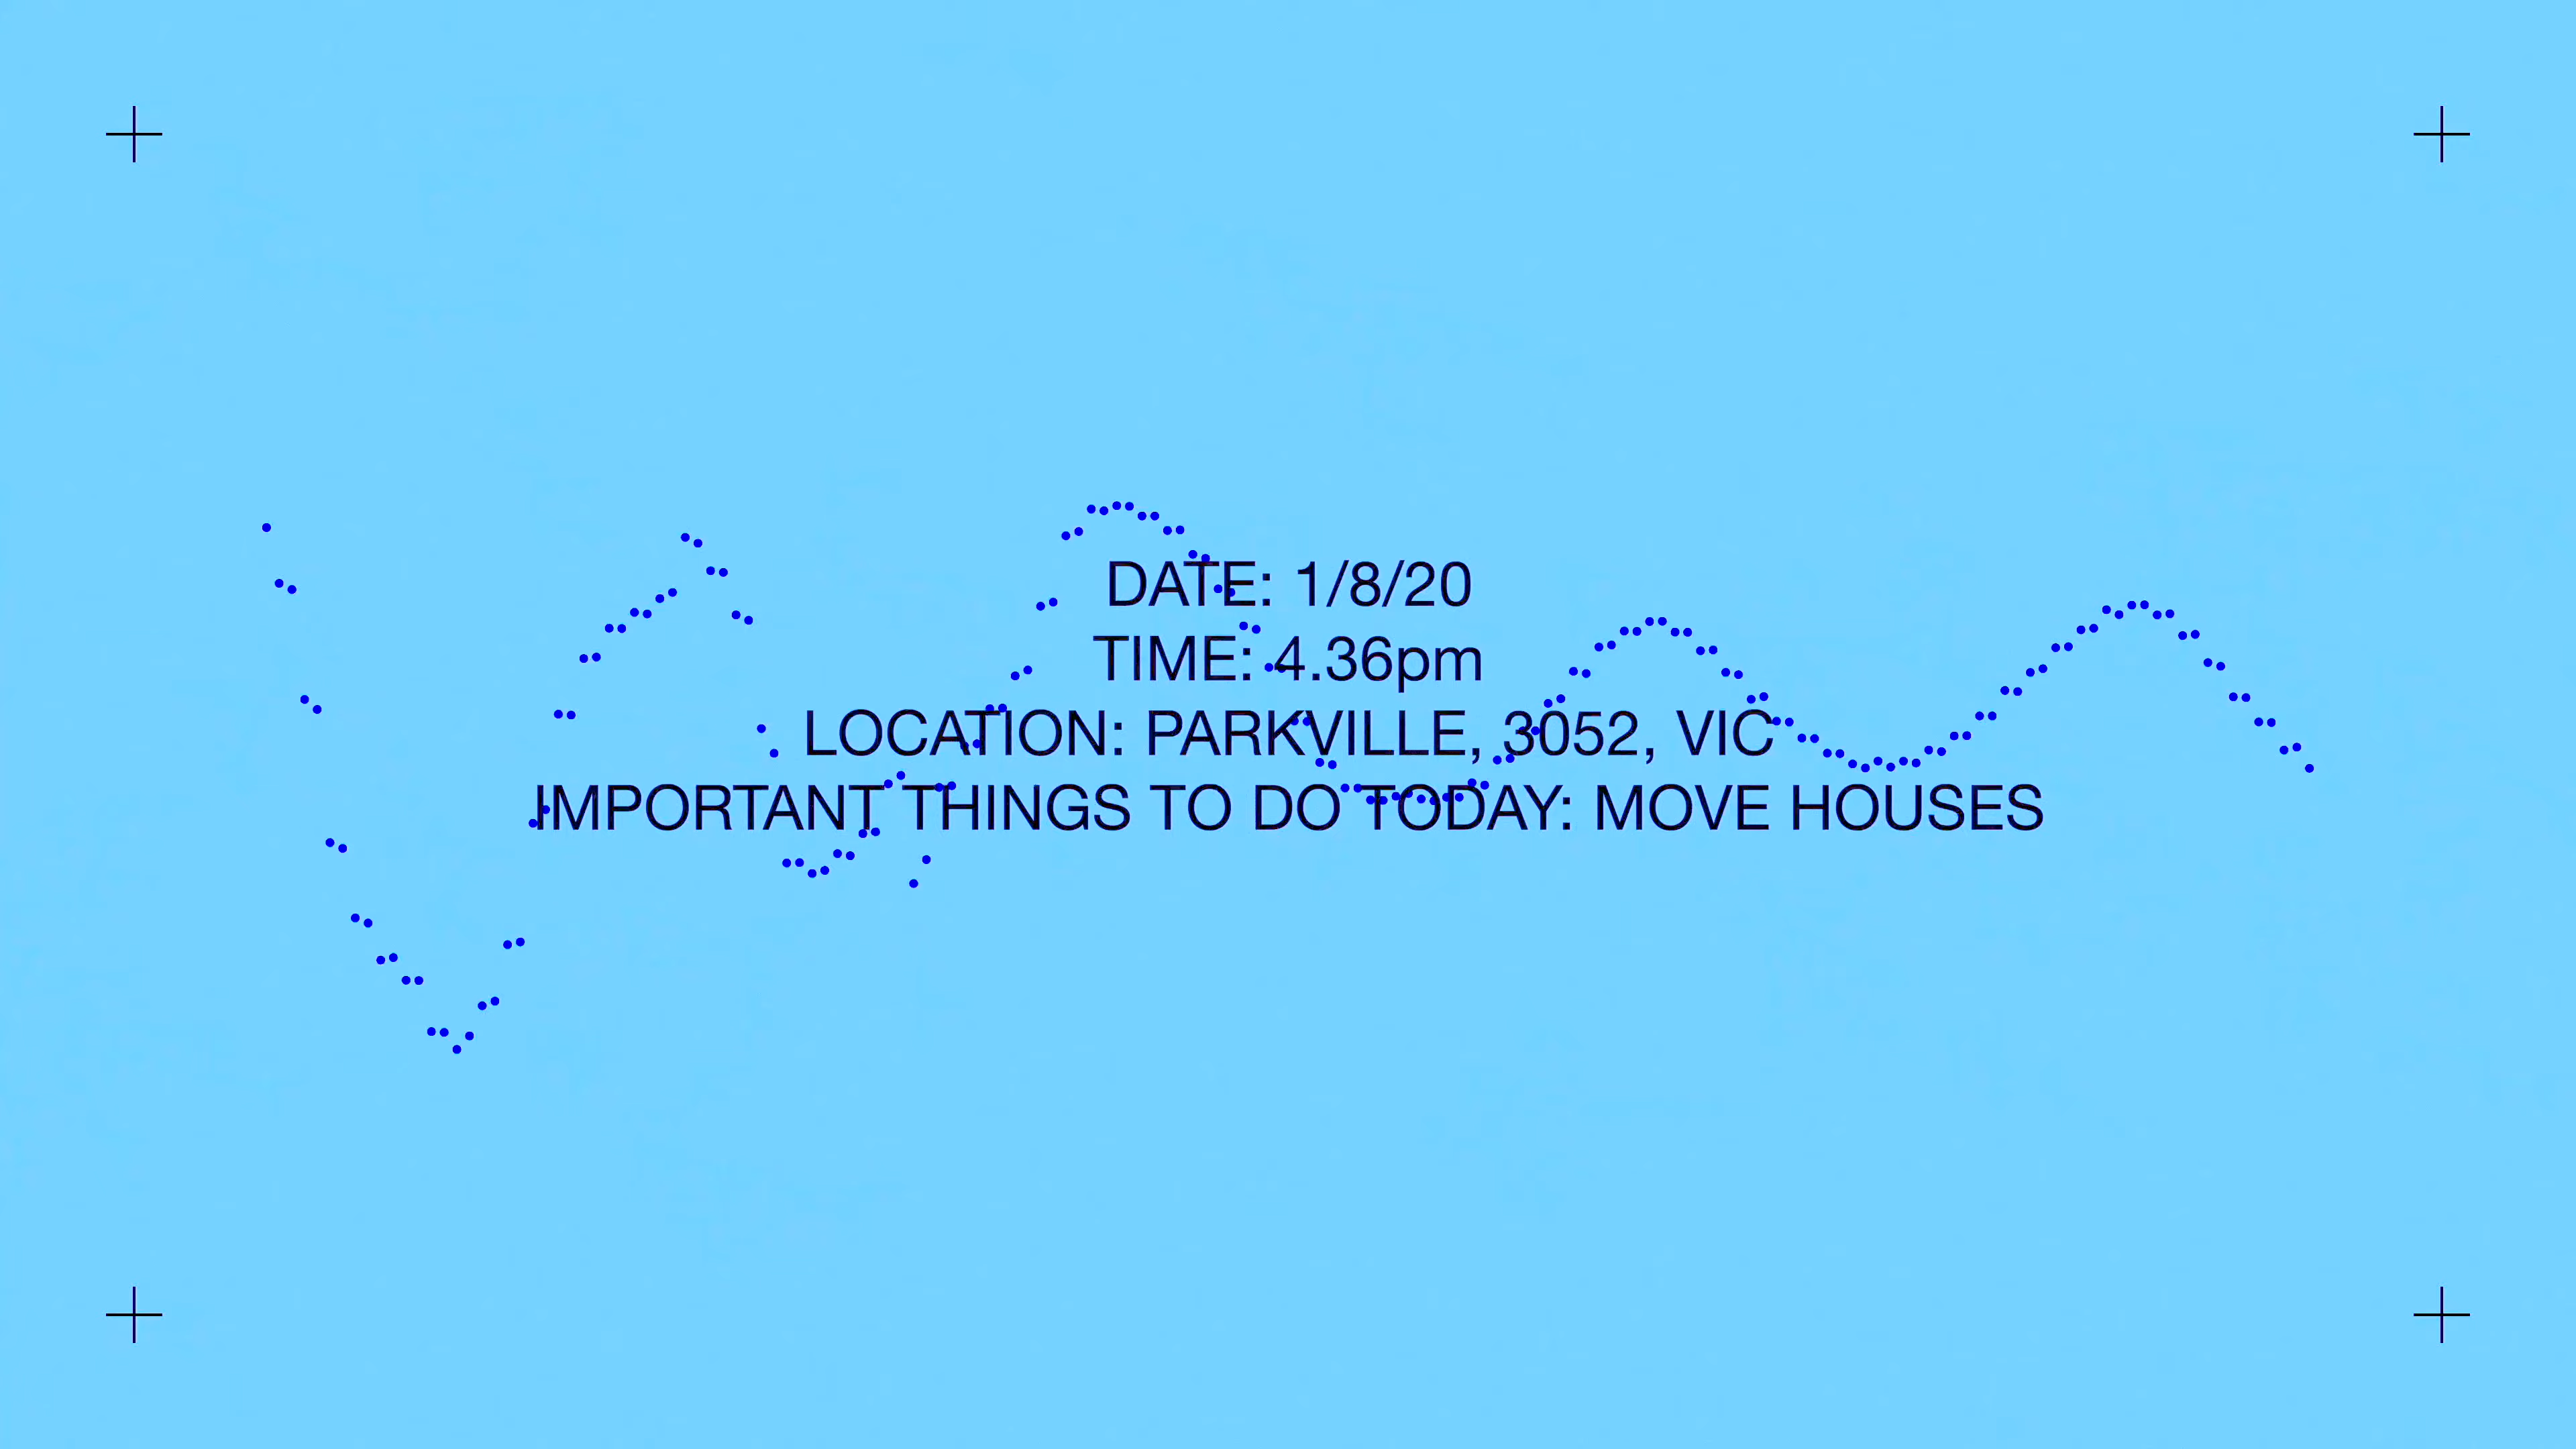 DATE: 1/8/20
TIME: 4.36pm
LOCATION: PARKVILLE, 3052, VIC
IMPORTANT THINGS TO DO TODAY: MOVE HOUSES